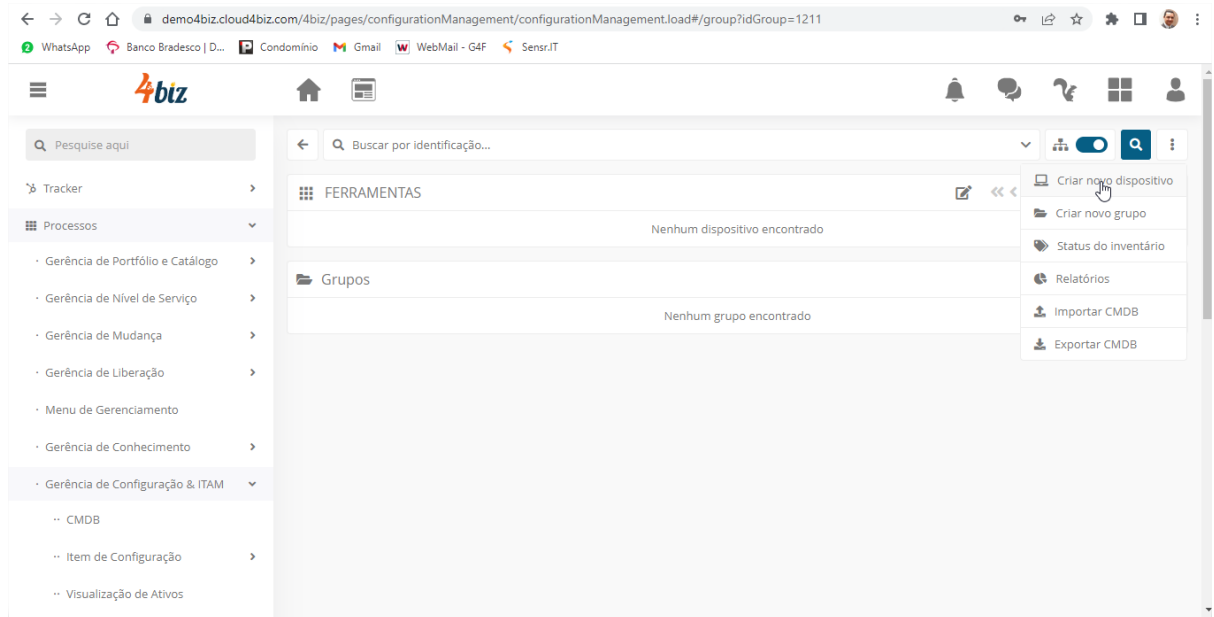 demo4biz.cloud4biz.com/4biz/pages/configurationManagement/configurationManagement.load#/group?idGroup=1211
WhatsApp Banco Bradesco | D... Condomínio Gmail WebMail - G4F Sensr.IT
4biz
Pesquise aqui
Buscar por identificação...
Tracker
Processos
Gerência de Portfólio e Catálogo
Gerência de Nível de Serviço
Gerência de Mudança
Gerência de Liberação
Menu de Gerenciamento
Gerência de Conhecimento
Gerência de Configuração & ITAM
CMDB
Item de Configuração
Visualização de Ativos
FERRAMENTAS
Nenhum dispositivo encontrado
Grupos
Nenhum grupo encontrado
Criar novo dispositivo
Criar novo grupo
Status do inventário
Relatórios
Importar CMDB
Exportar CMDB